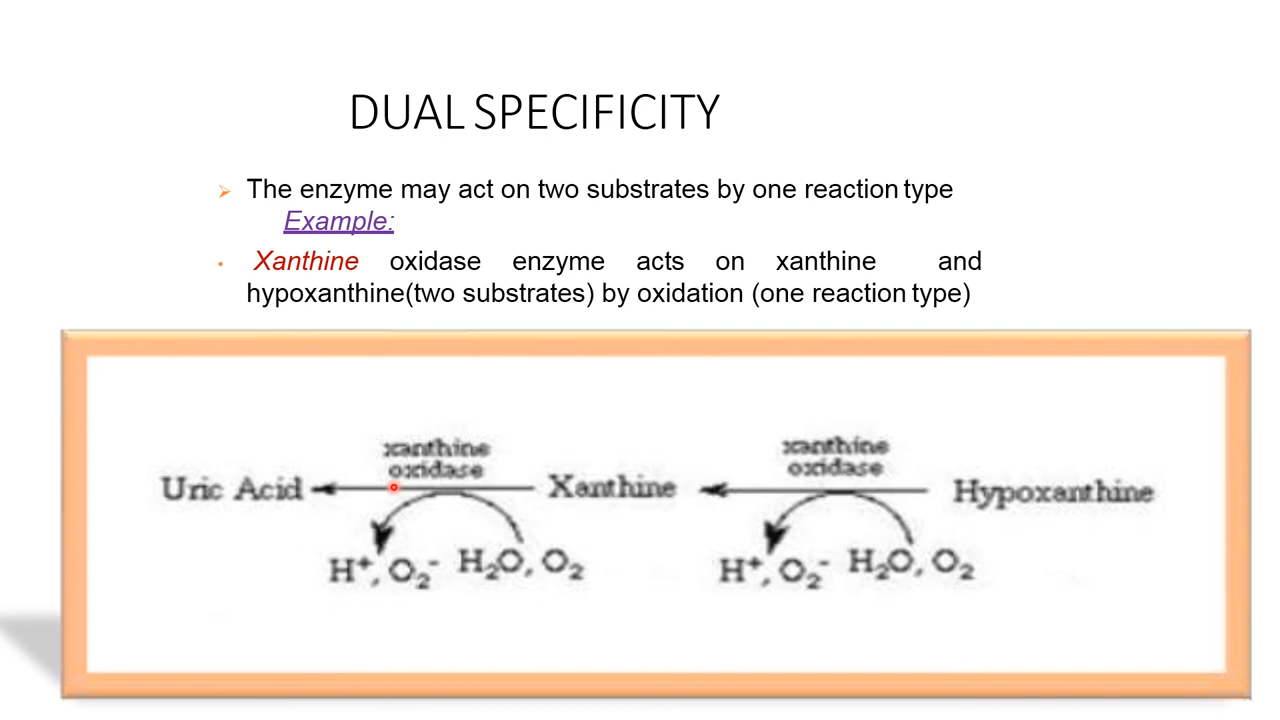 DUAL SPECIFICITY
➢ The enzyme may act on two substrates by one reaction type
Example:
• Xanthine oxidase enzyme acts on xanthine and
hypoxanthine(two substrates) by oxidation (one reaction type)
xanthine
oxidase
xanthine
oxidase
Uric Acid Xanthine Hypoxanthine
H⁺, O₂⁻ H₂O, O₂ H⁺, O₂⁻ H₂O, O₂